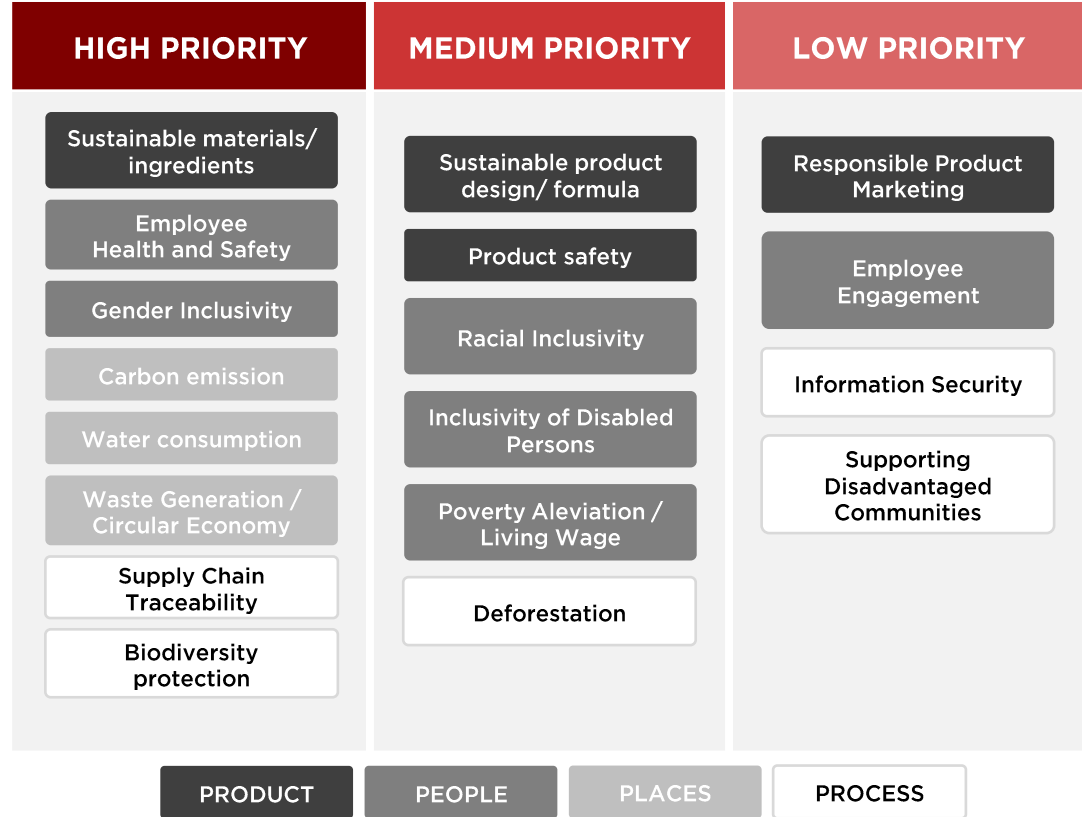 HIGH PRIORITY
Sustainable materials/
ingredients
Employee
Health and Safety
Gender Inclusivity
Carbon emission
Water consumption
Waste Generation /
Circular Economy
Supply Chain
Traceability
Biodiversity
protection
MEDIUM PRIORITY
Sustainable product
design/ formula
Product safety
Racial Inclusivity
Inclusivity of Disabled
Persons
Poverty Aleviation /
Living Wage
Deforestation
LOW PRIORITY
Responsible Product
Marketing
Employee
Engagement
Information Security
Supporting
Disadvantaged
Communities
PRODUCT
PEOPLE
PLACES
PROCESS